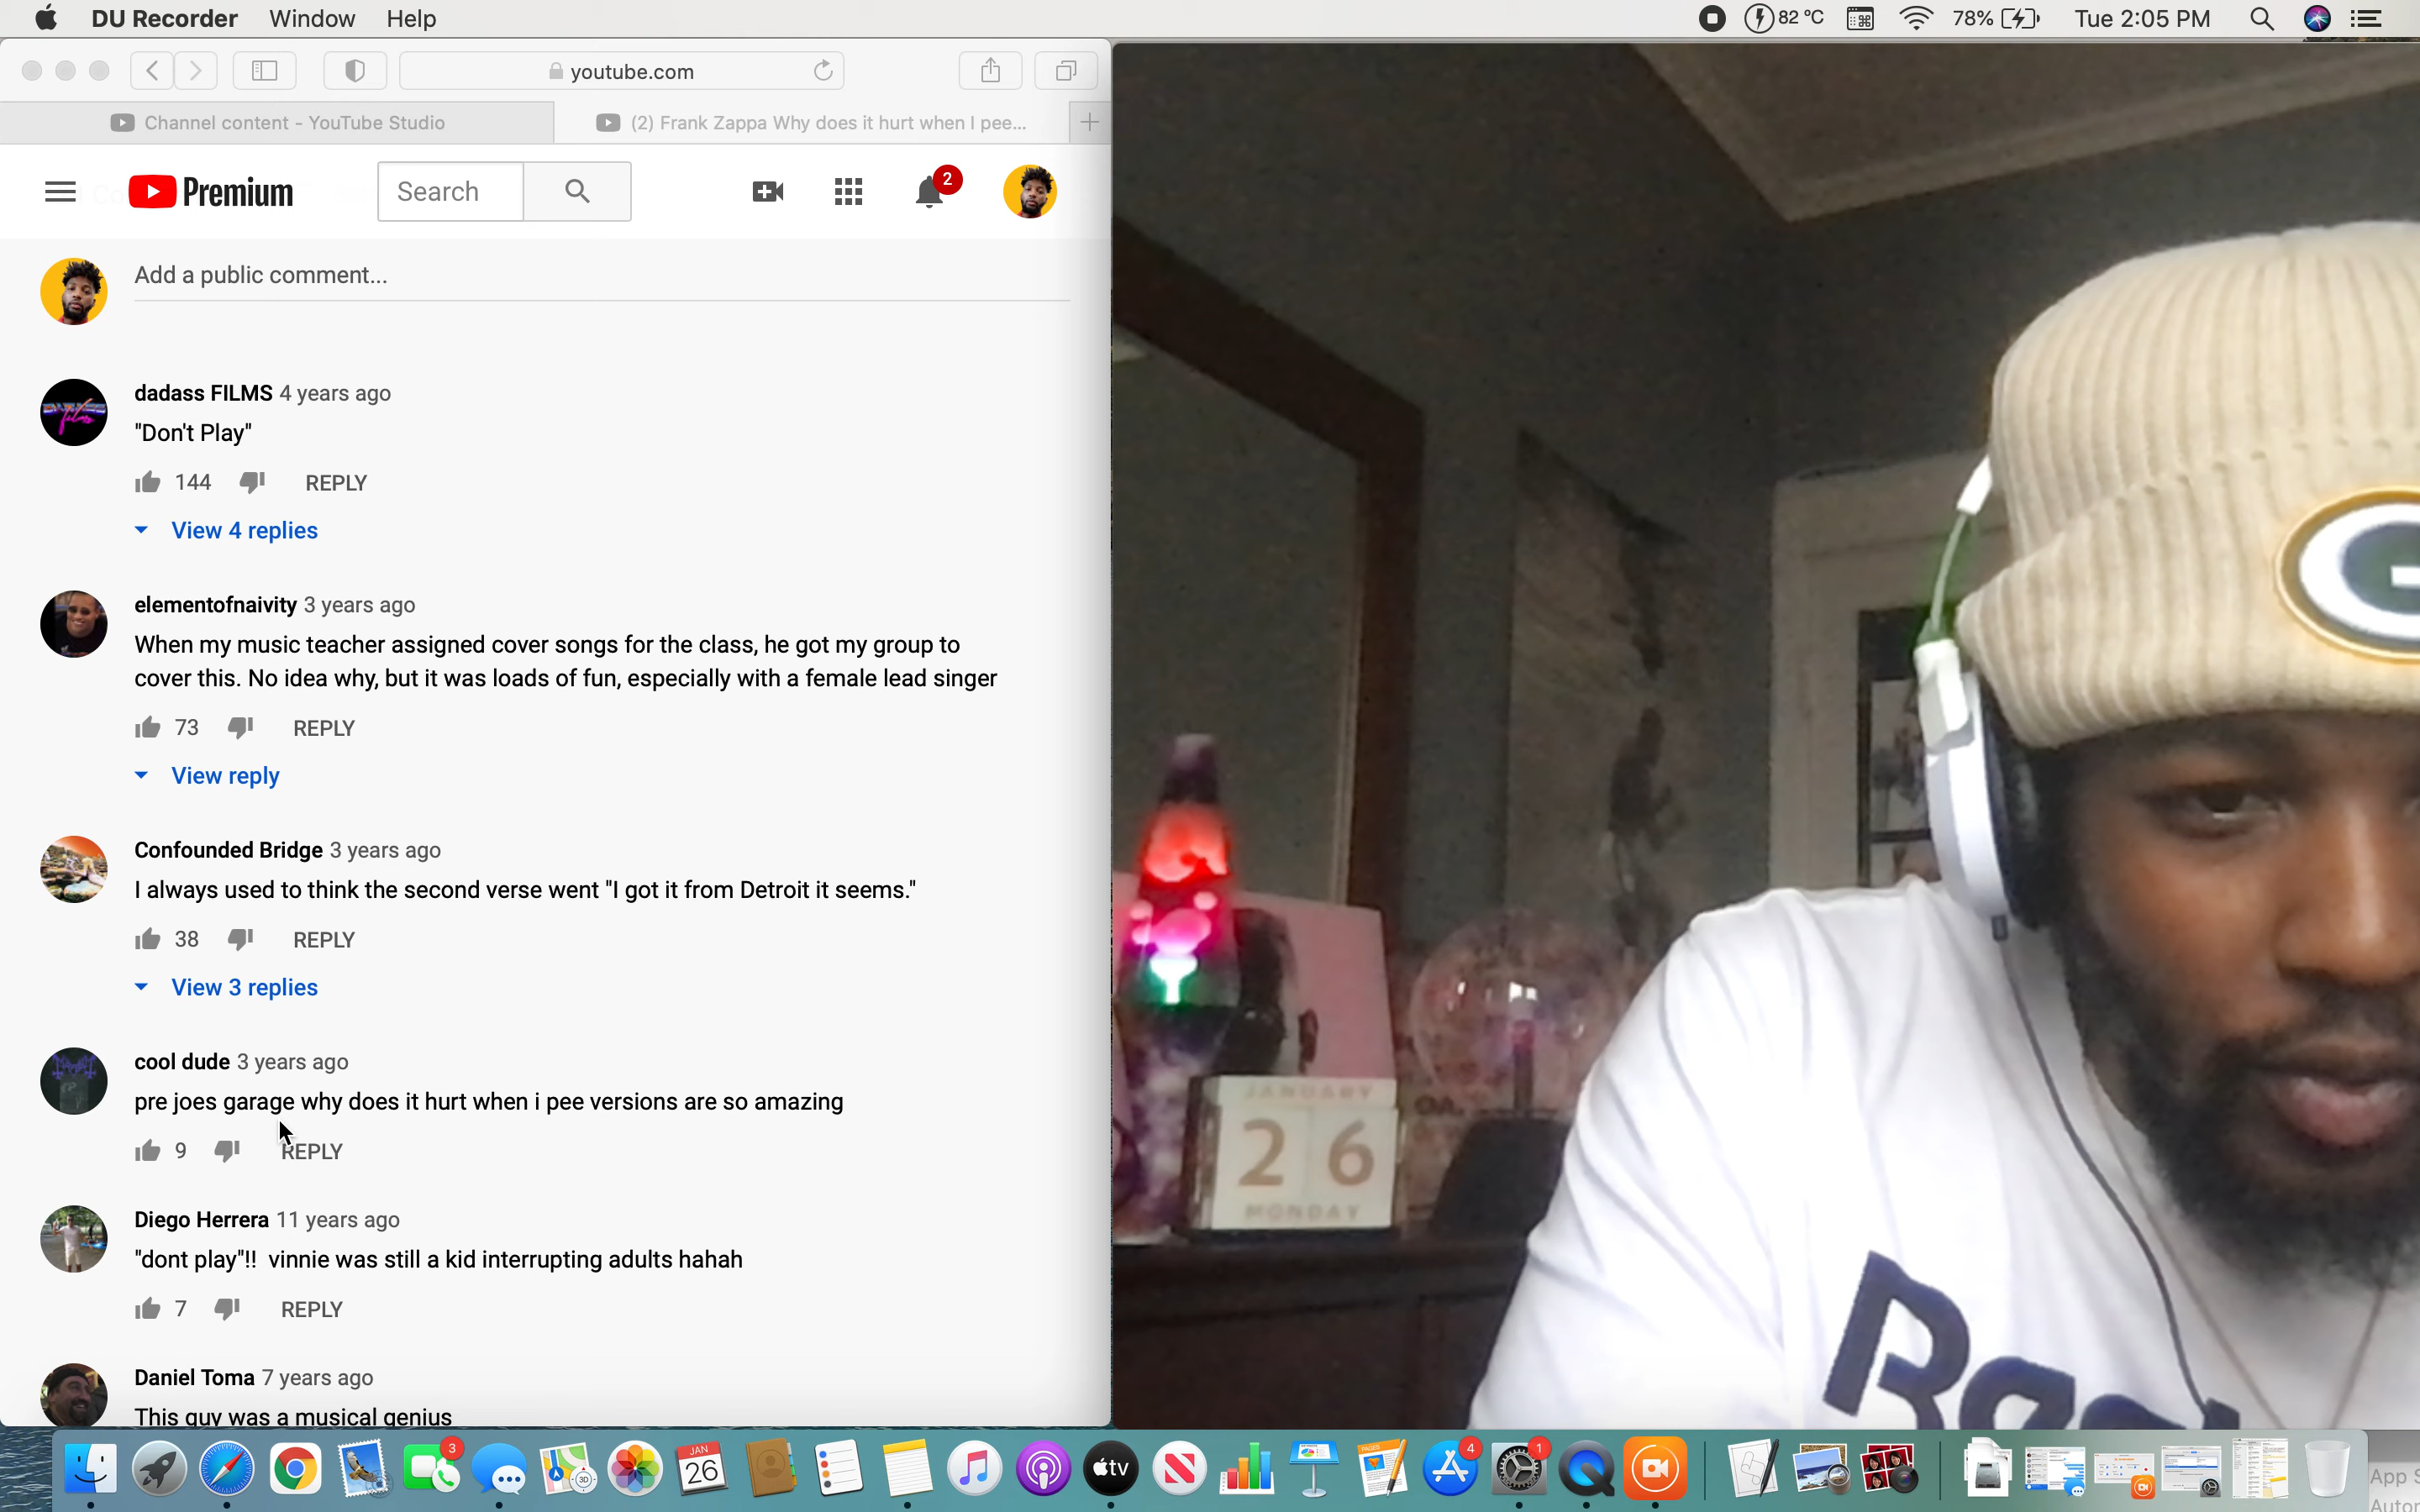 DU Recorder Window Help
82 °C 78% Tue 2:05 PM
youtube.com
Channel content - YouTube Studio
(2) Frank Zappa Why does it hurt when I pee...
Premium
Search
2
Add a public comment...
dadass FILMS 4 years ago
"Don't Play"
144 REPLY
View 4 replies
elementofnaivity 3 years ago
When my music teacher assigned cover songs for the class, he got my group to
cover this. No idea why, but it was loads of fun, especially with a female lead singer
73 REPLY
View reply
Confounded Bridge 3 years ago
I always used to think the second verse went "I got it from Detroit it seems."
38 REPLY
View 3 replies
cool dude 3 years ago
pre joes garage why does it hurt when i pee versions are so amazing
9 REPLY
Diego Herrera 11 years ago
"dont play"!! vinnie was still a kid interrupting adults hahah
7 REPLY
Daniel Toma 7 years ago
This guy was a musical genius
G
JANUARY
26
MONDAY
3
JAN
26
3D
tv
PAGES
4
1
App S